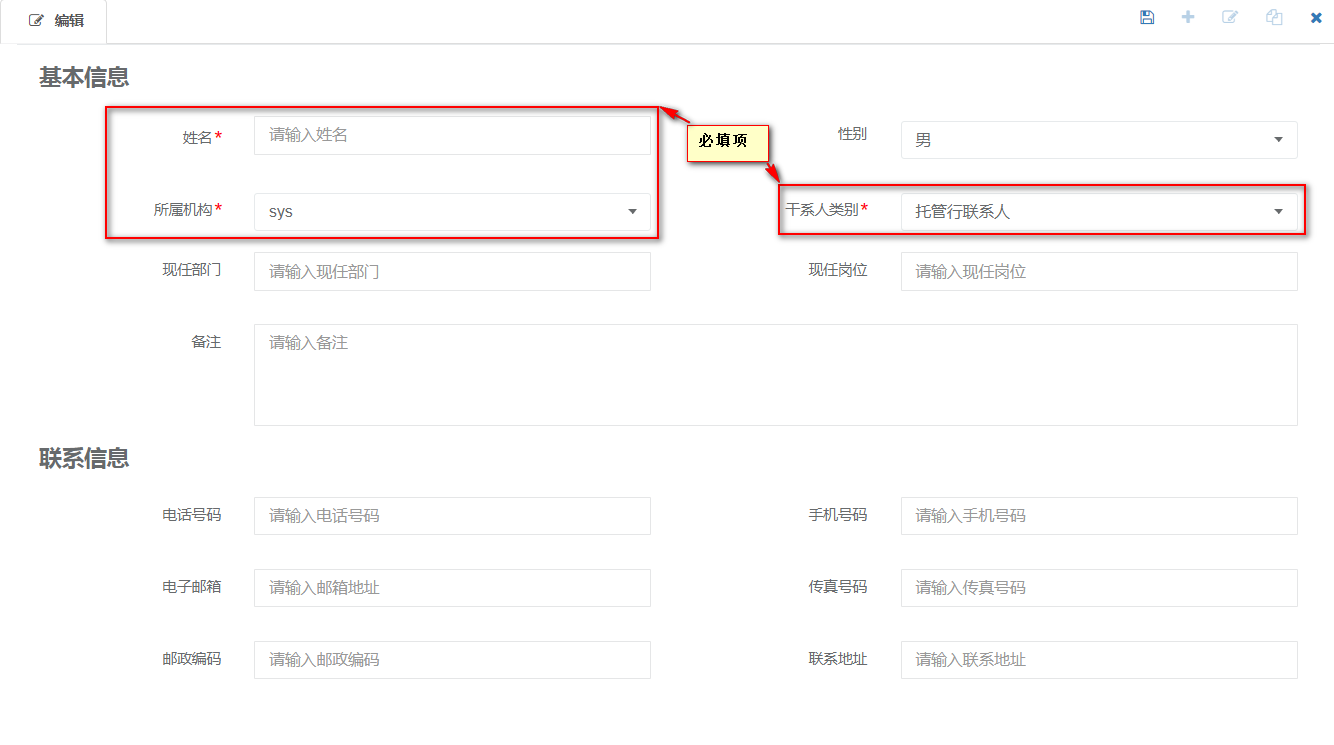 编辑
基本信息
姓名* 请输入姓名 必填项 性别 男
所属机构* sys 干系人类别* 托管行联系人
现任部门 请输入现任部门 现任岗位 请输入现任岗位
备注 请输入备注
联系信息
电话号码 请输入电话号码 手机号码 请输入手机号码
电子邮箱 请输入邮箱地址 传真号码 请输入传真号码
邮政编码 请输入邮政编码 联系地址 请输入联系地址